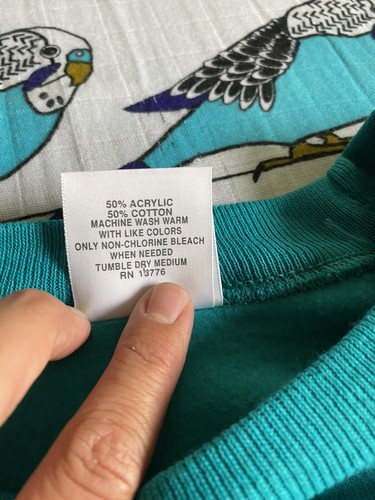 50% ACRYLIC
50% COTTON
MACHINE WASH WARM
WITH LIKE COLORS
ONLY NON-CHLORINE BLEACH
WHEN NEEDED
TUMBLE DRY MEDIUM
RN 13776